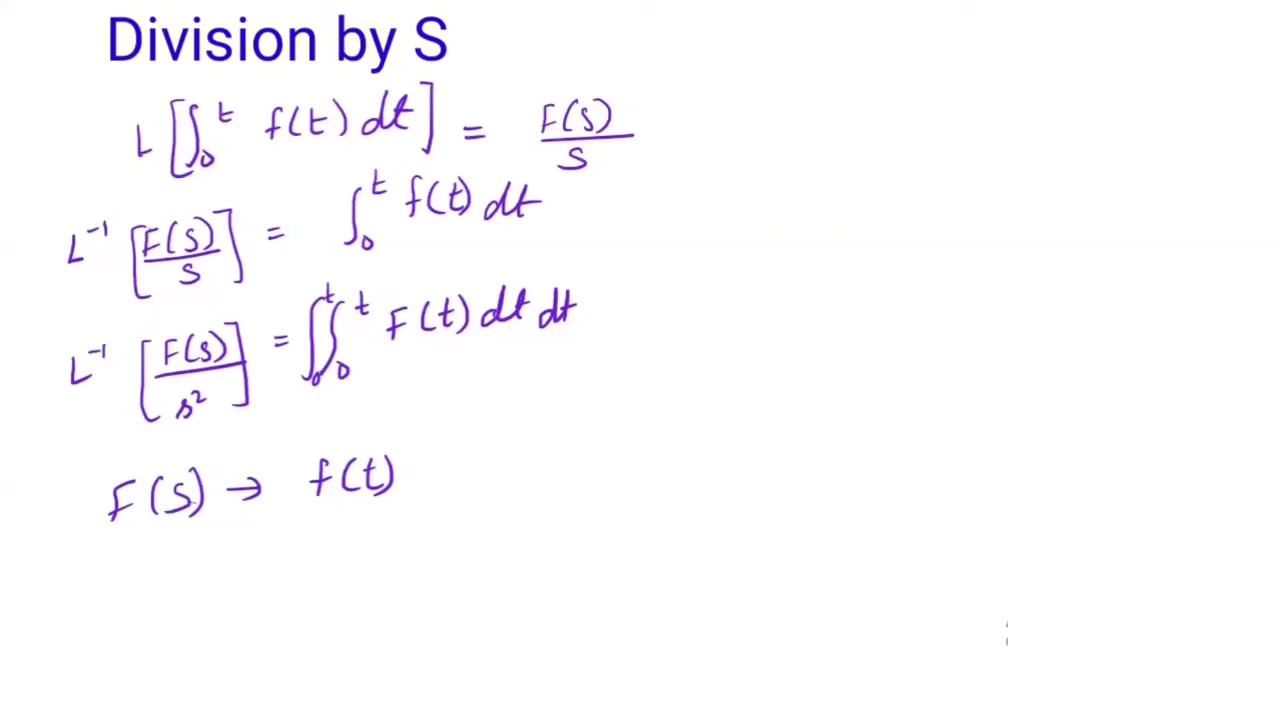 Division by S
L [∫₀ᵗ f(t) dt] = F(S)/S
L⁻¹ [F(S)/S] = ∫₀ᵗ f(t) dt
L⁻¹ [F(s)/s²] = ∫₀ᵗ∫₀ᵗ F(t) dt dt
F(S) → f(t)